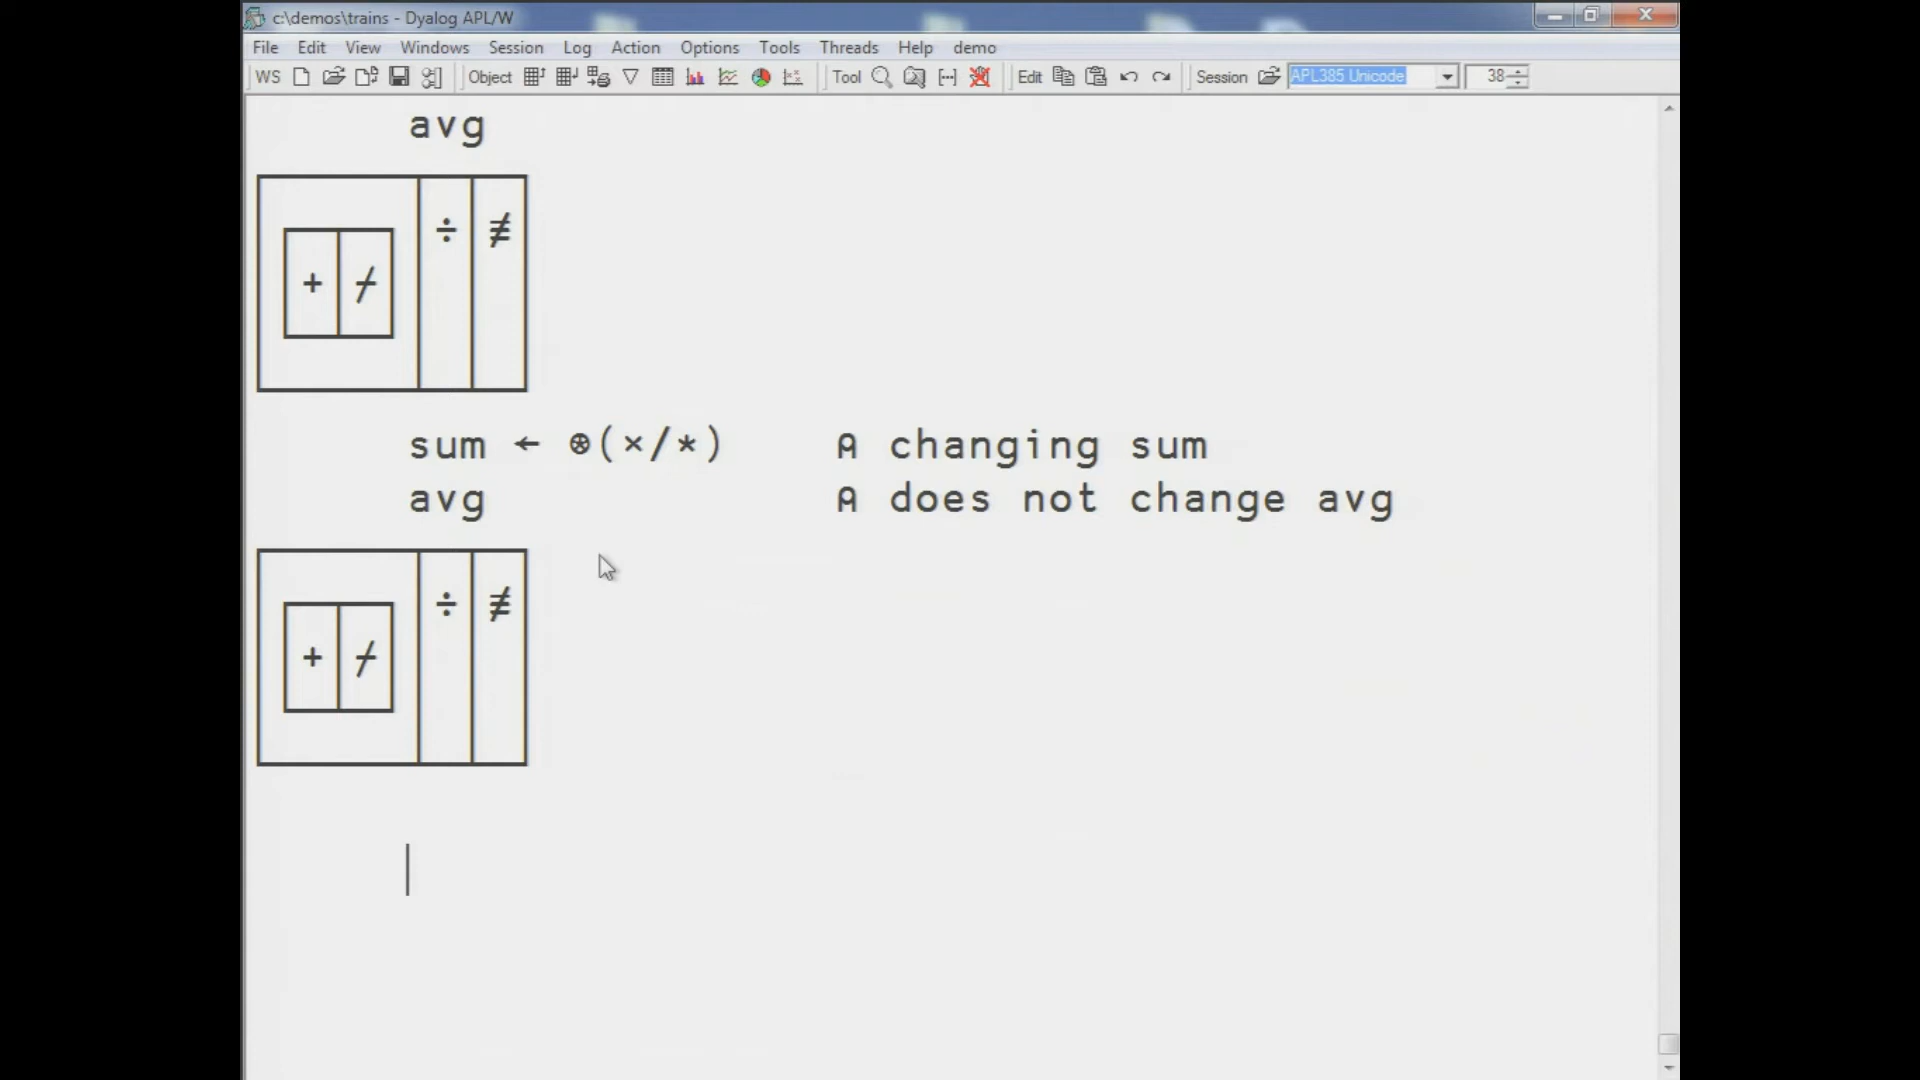 c:\demos\trains - Dyalog APL/W
File Edit View Windows Session Log Action Options Tools Threads Help demo
WS Object Tool Edit Session APL385 Unicode 38
avg
÷ ≢
+ ⌿
sum ← ⍟(×/*) ⍝ changing sum
avg ⍝ does not change avg
÷ ≢
+ ⌿